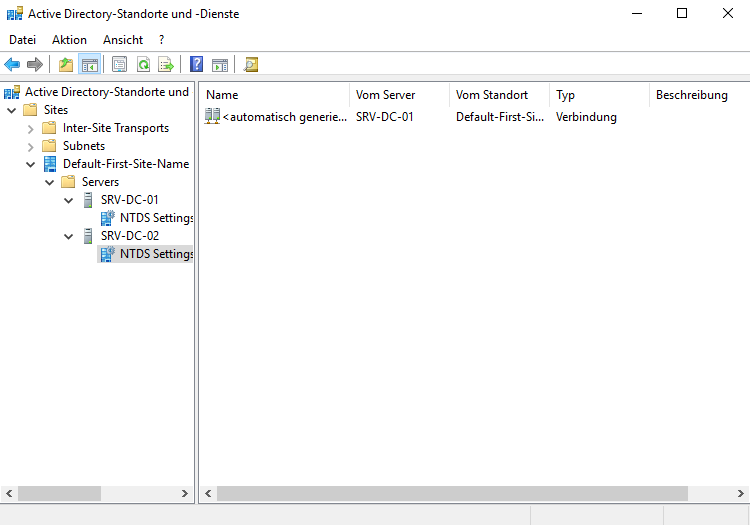 Active Directory-Standorte und -Dienste
Datei Aktion Ansicht ?
Active Directory-Standorte und
Sites
Inter-Site Transports
Subnets
Default-First-Site-Name
Servers
SRV-DC-01
NTDS Settings
SRV-DC-02
NTDS Settings
Name Vom Server Vom Standort Typ Beschreibung
<automatisch generie... SRV-DC-01 Default-First-Si... Verbindung